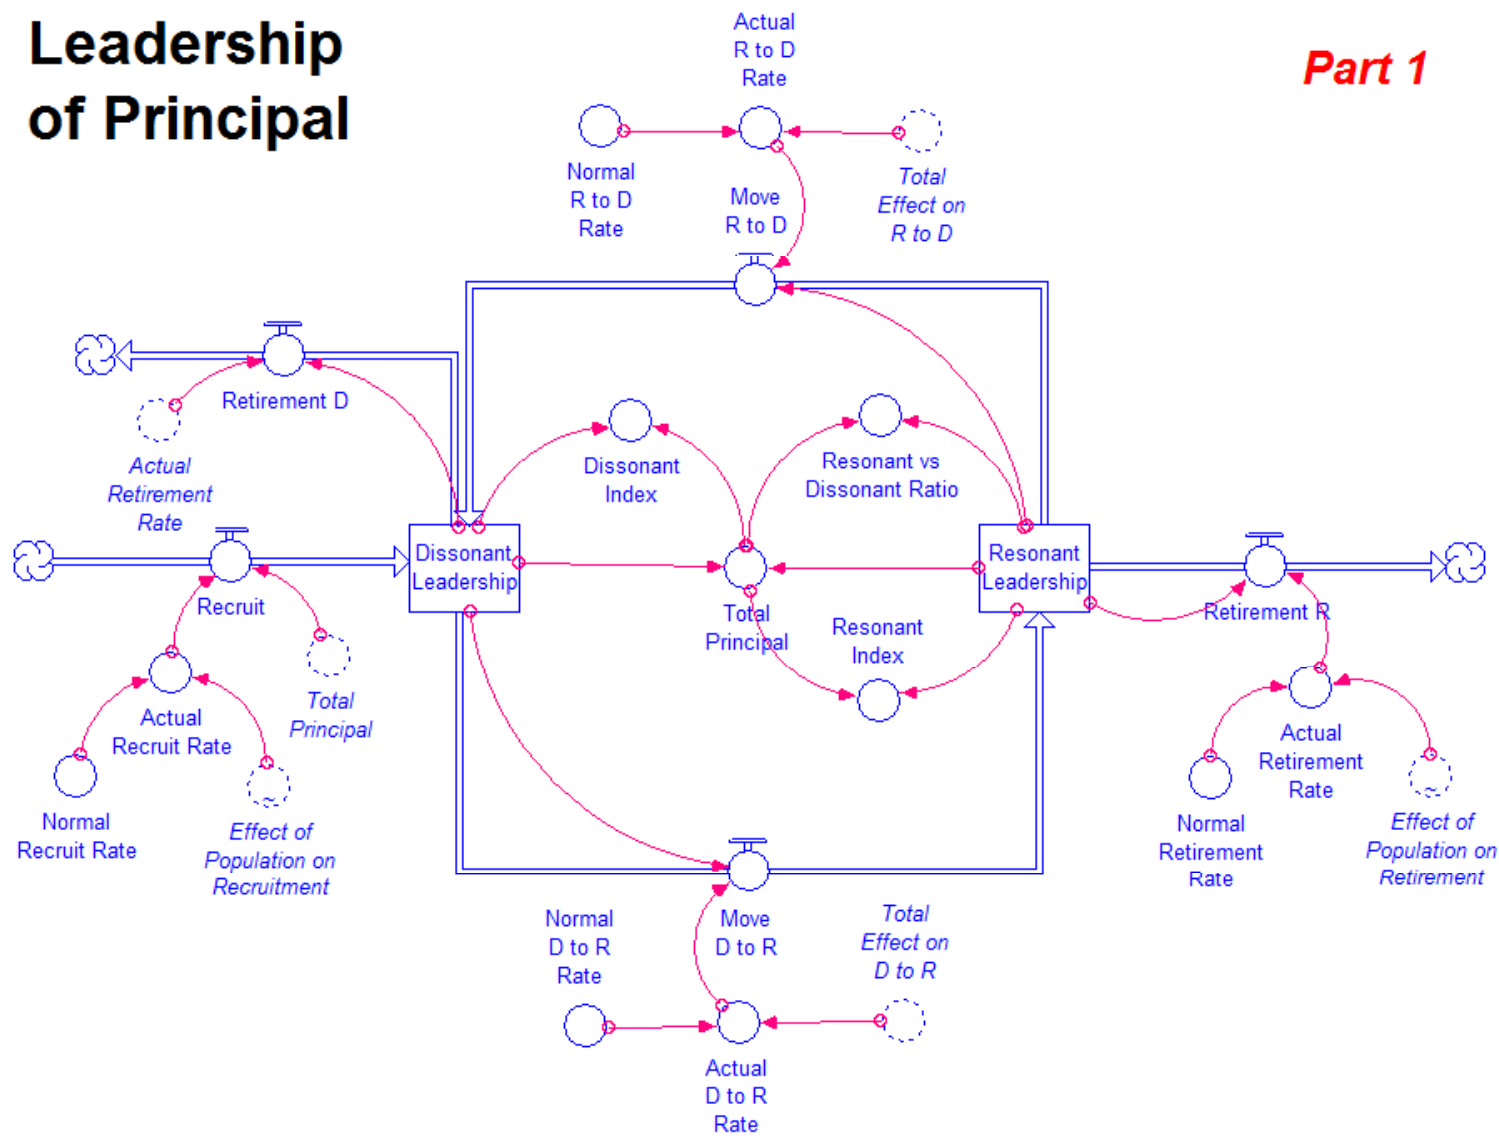 Leadership
of Principal
Part 1
Actual
R to D
Rate
Normal
R to D
Rate
Move
R to D
Total
Effect on
R to D
Retirement D
Actual
Retirement
Rate
Dissonant
Index
Resonant vs
Dissonant Ratio
Dissonant
Leadership
Resonant
Leadership
Recruit
Total
Principal
Resonant
Index
Retirement R
Actual
Recruit Rate
Total
Principal
Actual
Retirement
Rate
Normal
Recruit Rate
~
Effect of
Population on
Recruitment
Normal
Retirement
Rate
~
Effect of
Population on
Retirement
Normal
D to R
Rate
Move
D to R
Total
Effect on
D to R
Actual
D to R
Rate